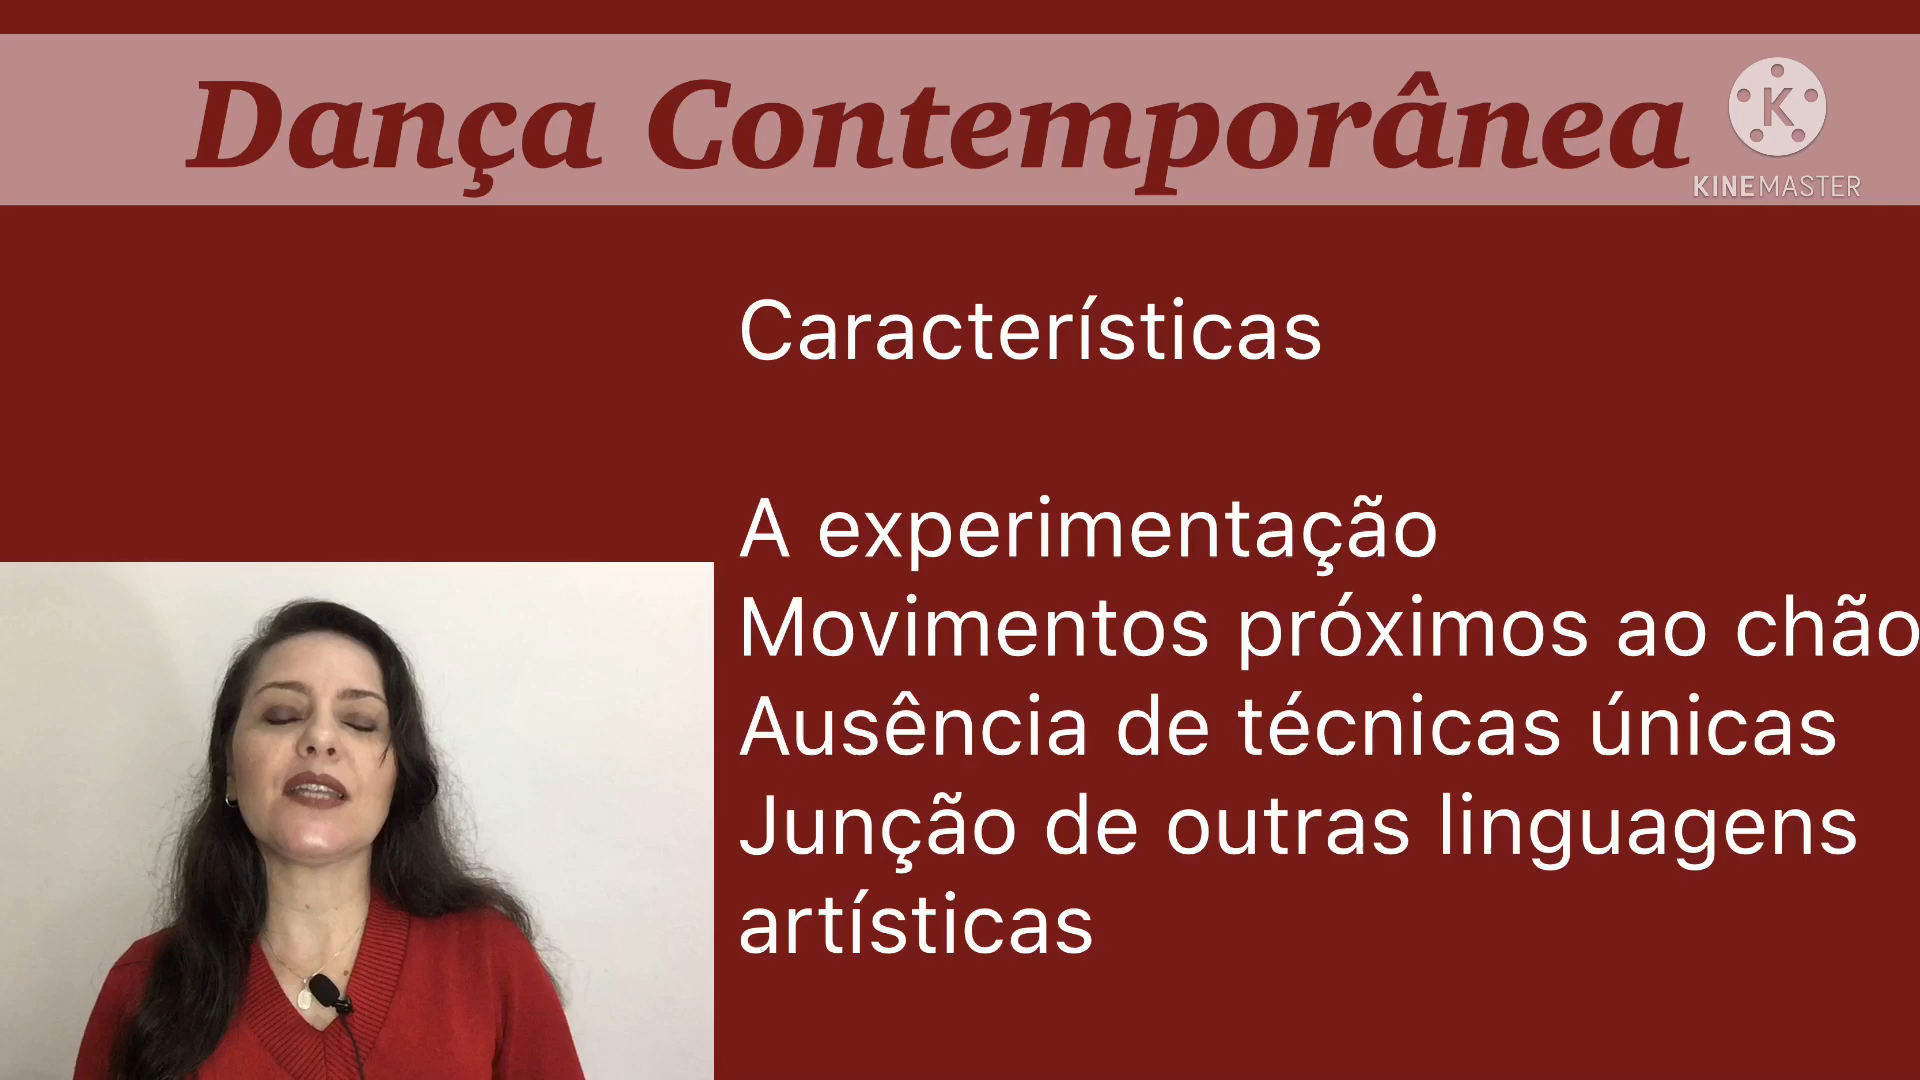 Dança Contemporânea
K
KINEMASTER
Características
A experimentação
Movimentos próximos ao chão
Ausência de técnicas únicas
Junção de outras linguagens
artísticas